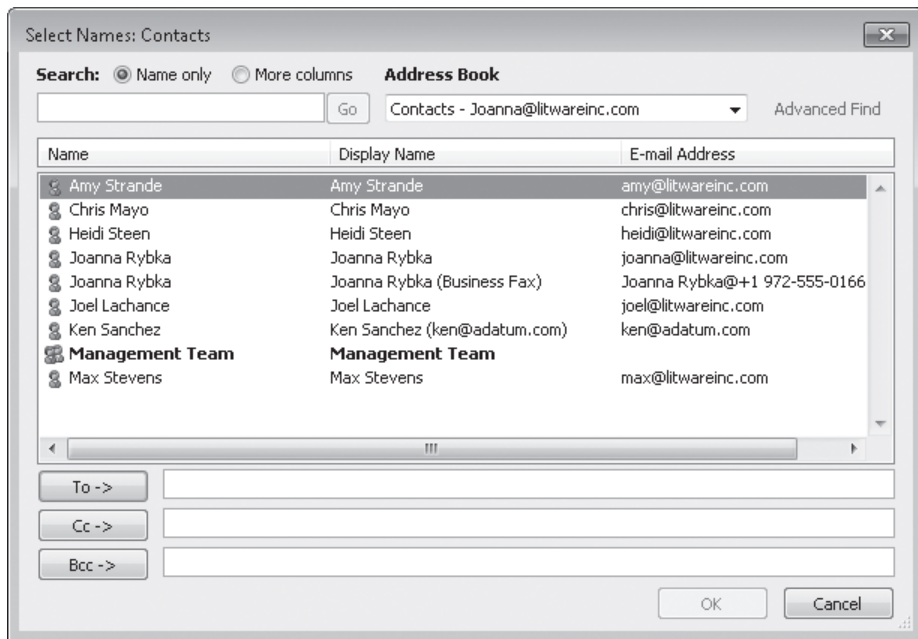 Select Names: Contacts
Search: Name only More columns Address Book
Go Contacts - Joanna@litwareinc.com Advanced Find
Name Display Name E-mail Address
Amy Strande Amy Strande amy@litwareinc.com
Chris Mayo Chris Mayo chris@litwareinc.com
Heidi Steen Heidi Steen heidi@litwareinc.com
Joanna Rybka Joanna Rybka joanna@litwareinc.com
Joanna Rybka Joanna Rybka (Business Fax) Joanna Rybka@+1 972-555-0166
Joel Lachance Joel Lachance joel@litwareinc.com
Ken Sanchez Ken Sanchez (ken@adatum.com) ken@adatum.com
Management Team Management Team
Max Stevens Max Stevens max@litwareinc.com
To ->
Cc ->
Bcc ->
OK Cancel